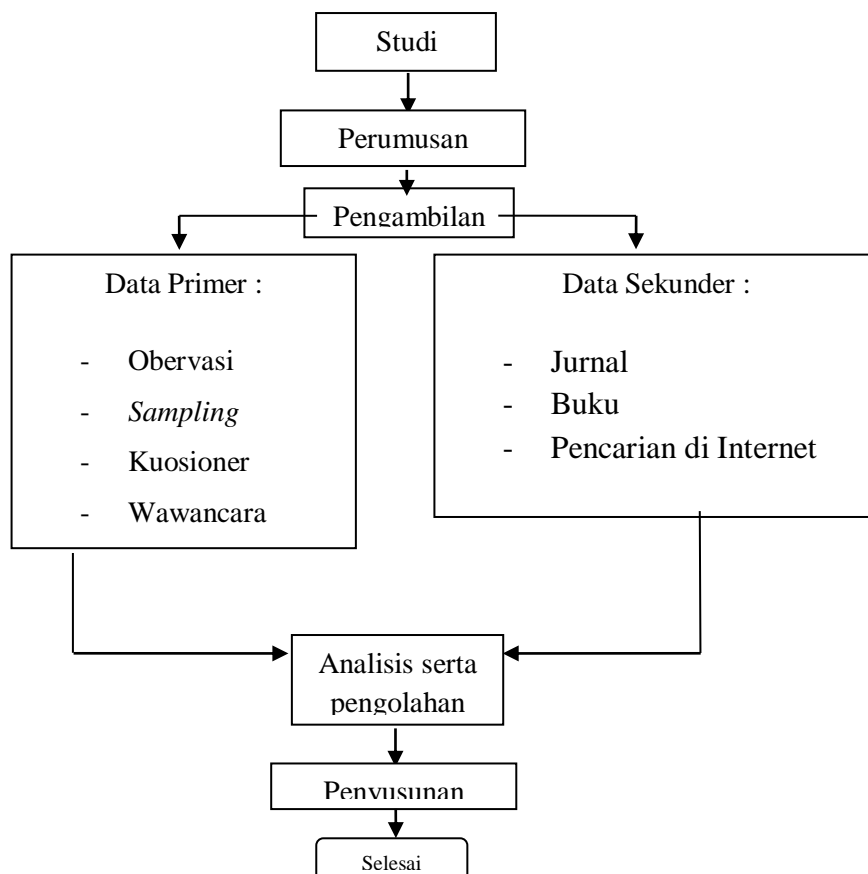 Studi
Perumusan
Pengambilan
Data Primer :
- Obervasi
- Sampling
- Kuosioner
- Wawancara
Data Sekunder :
- Jurnal
- Buku
- Pencarian di Internet
Analisis serta
pengolahan
Penyusunan
Selesai